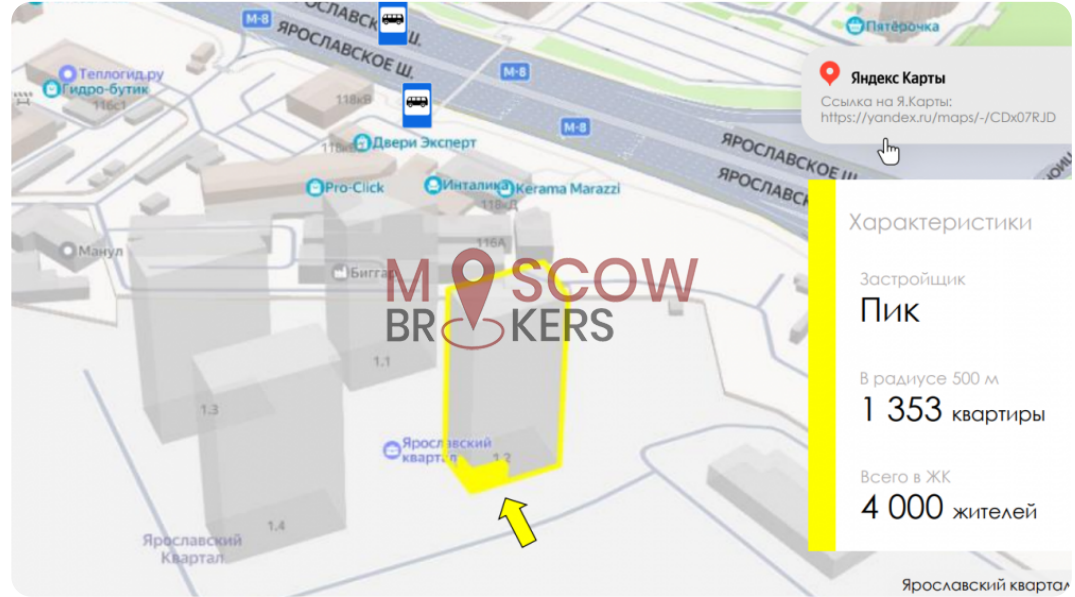 ЯРОСЛАВСКОЕ Ш.
М-8
ЯРОСЛАВСКОЕ Ш.
Пятёрочка
Теплогид.ру
Гидро-бутик
116с1
М-8
118кВ
М-8
Яндекс Карты
Ссылка на Я.Карты:
https://yandex.ru/maps/-/CDx07RJD
Двери Эксперт
ЯРОСЛАВСКОЕ Ш.
ЯРОСЛАВСКОЕ
Pro-Click
Инталика
Kerama Marazzi
118кД
116А
Манул
Биггар
MOSCOW
BROKERS
1.1
1.3
Ярославский
квартал
1.2
1.4
Ярославский
Квартал
Характеристики
Застройщик
Пик
В радиусе 500 м
1 353 квартиры
Всего в ЖК
4 000 жителей
Ярославский квартал